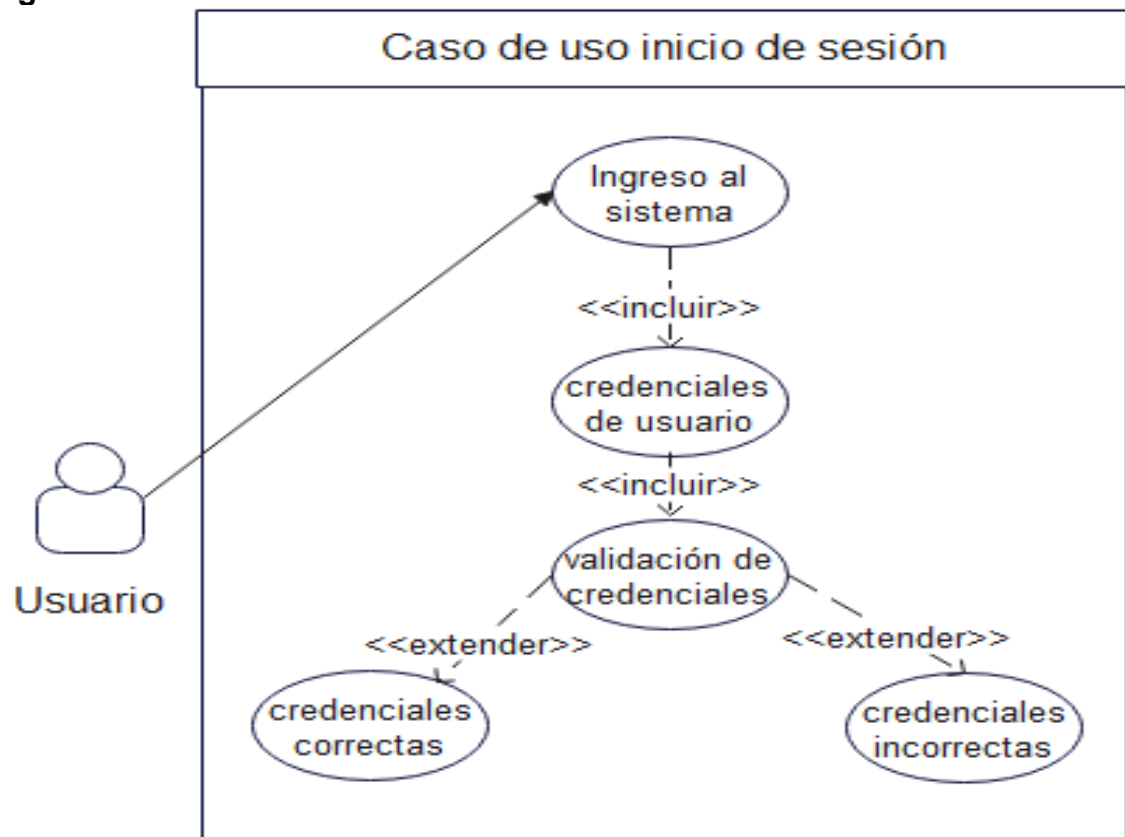 Caso de uso inicio de sesión
Ingreso al
sistema
<<incluir>>
credenciales
de usuario
<<incluir>>
validación de
credenciales
Usuario
<<extender>>
<<extender>>
credenciales
correctas
credenciales
incorrectas